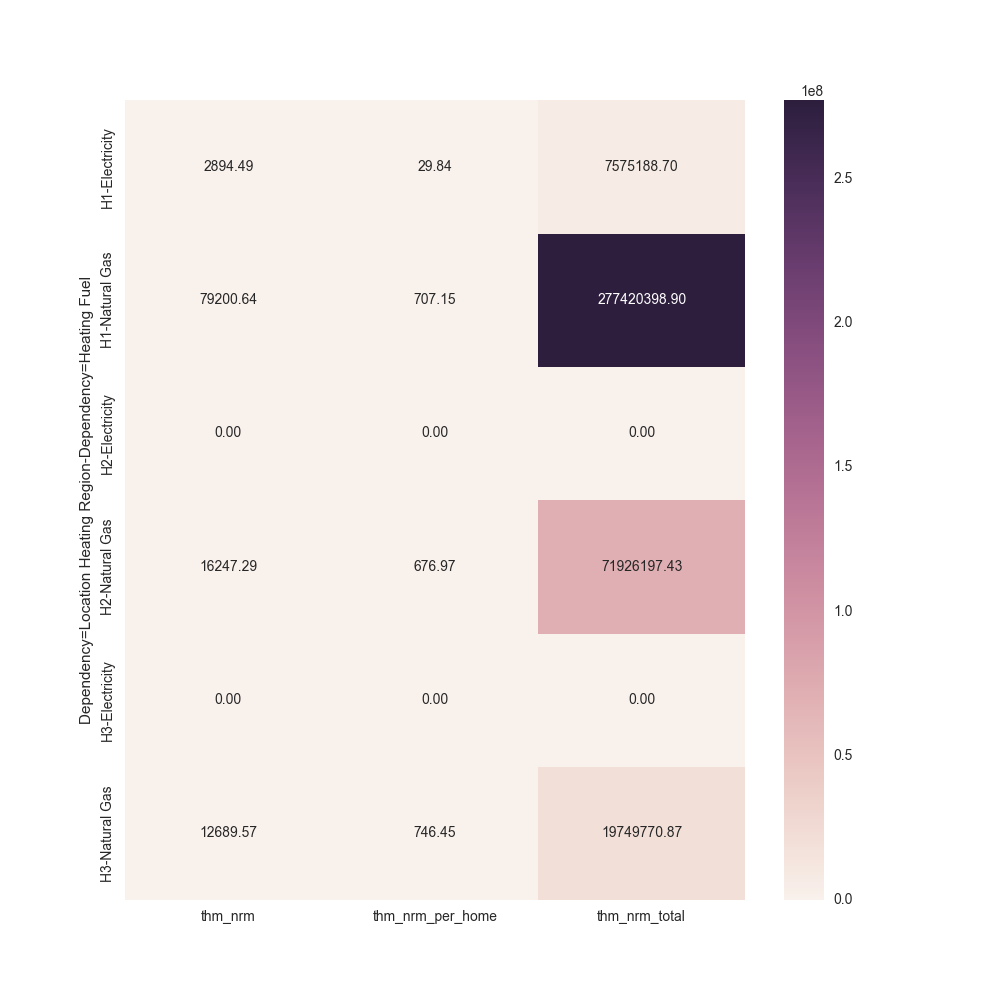 1e8
H1-Electricity
2894.49
29.84
7575188.70
2.5
H1-Natural Gas
79200.64
707.15
277420398.90
2.0
Dependency=Location Heating Region-Dependency=Heating Fuel
H2-Electricity
0.00
0.00
0.00
1.5
H2-Natural Gas
16247.29
676.97
71926197.43
1.0
H3-Electricity
0.00
0.00
0.00
0.5
H3-Natural Gas
12689.57
746.45
19749770.87
0.0
thm_nrm
thm_nrm_per_home
thm_nrm_total